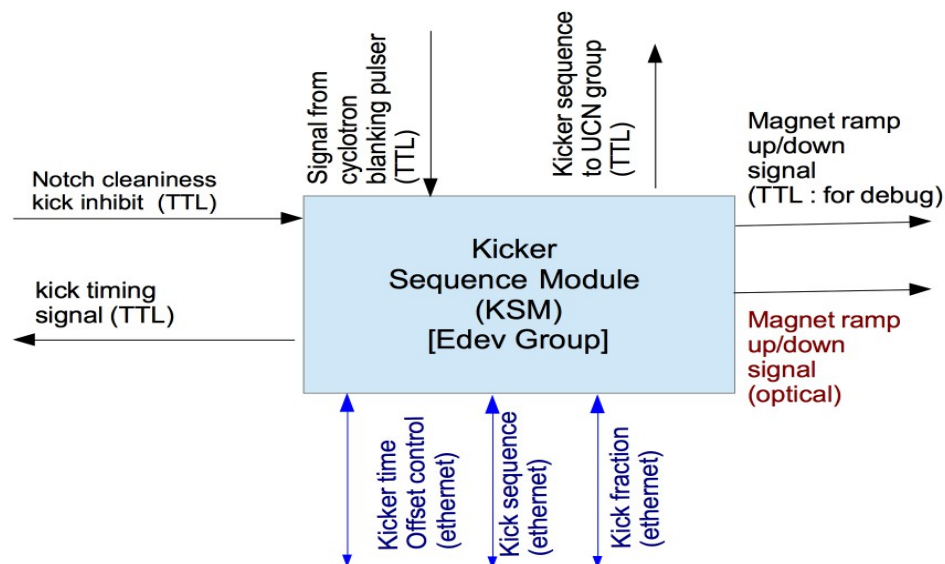 Signal from
cyclotron
blanking pulser
(TTL)
Kicker sequence
to UCN group
(TTL)
Magnet ramp
up/down
signal
(TTL : for debug)
Notch cleaniness
kick inhibit (TTL)
Kicker
Sequence Module
(KSM)
[Edev Group]
kick timing
signal (TTL)
Magnet ramp
up/down
signal
(optical)
Kicker time
Offset control
(ethernet)
Kick sequence
(ethernet)
Kick fraction
(ethernet)